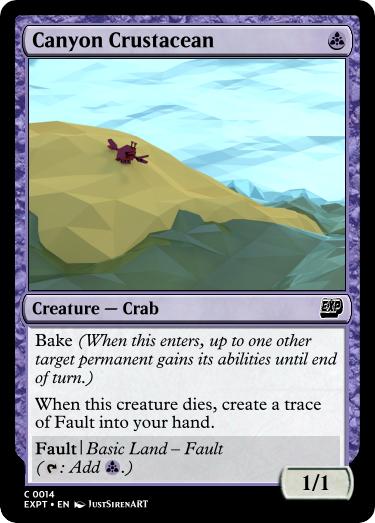 Canyon Crustacean
Creature — Crab
EXP
Bake (When this enters, up to one other
target permanent gains its abilities until end
of turn.)
When this creature dies, create a trace
of Fault into your hand.
Fault | Basic Land – Fault
( : Add .)
1/1
C 0014
EXPT • EN JustSirenART